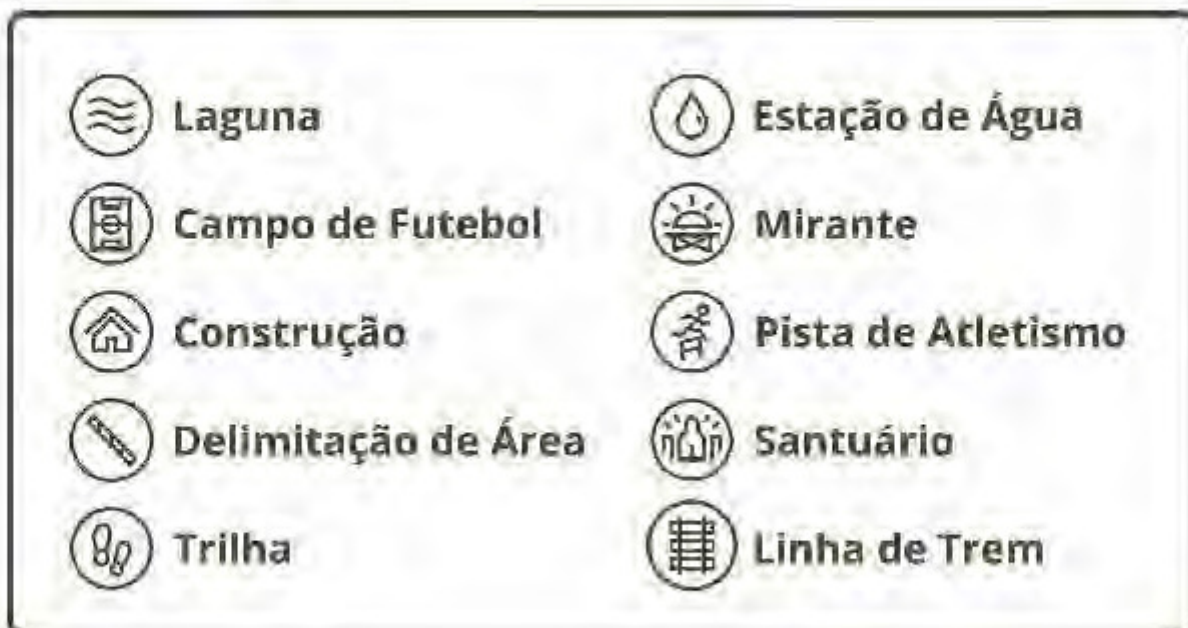 Laguna
Campo de Futebol
Construção
Delimitação de Área
Trilha
Estação de Água
Mirante
Pista de Atletismo
Santuário
Linha de Trem